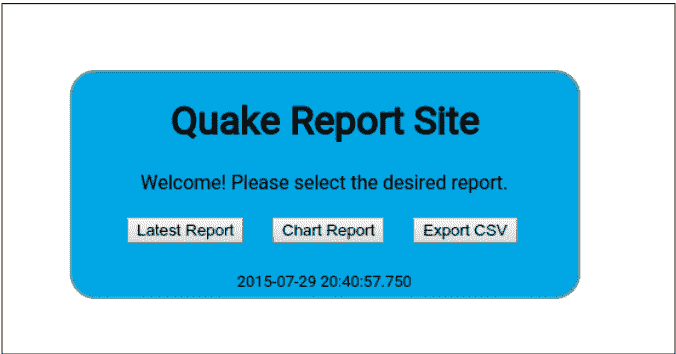 Quake Report Site
Welcome! Please select the desired report.
Latest Report Chart Report Export CSV
2015-07-29 20:40:57.750